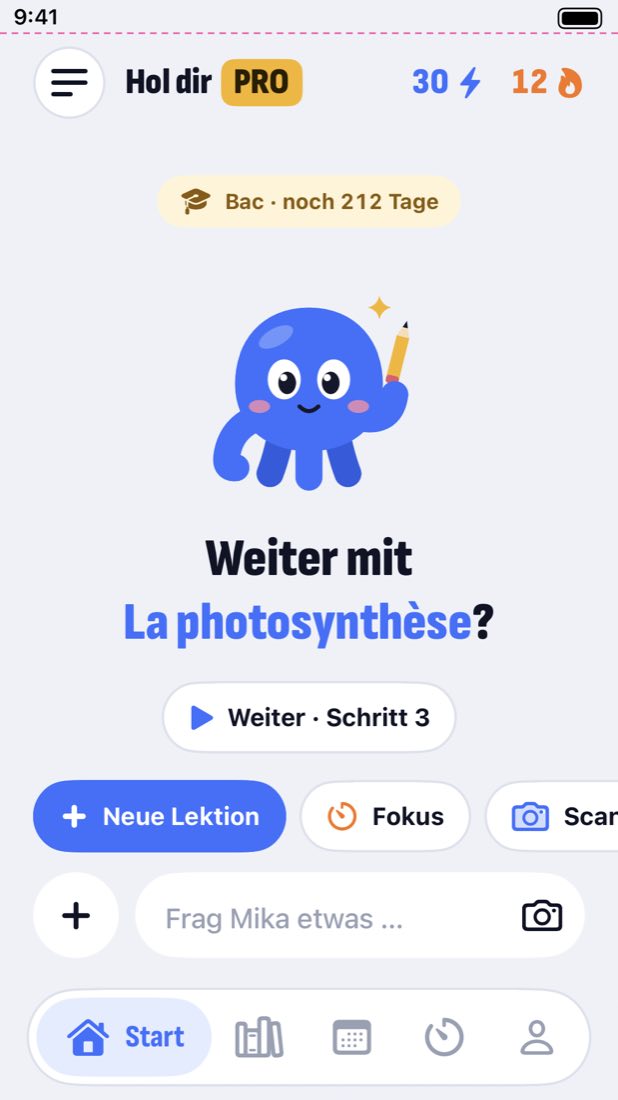 9:41
Hol dir PRO
30
12
Bac · noch 212 Tage
Weiter mit
La photosynthèse?
Weiter · Schritt 3
Neue Lektion
Fokus
Scan
Frag Mika etwas ...
Start